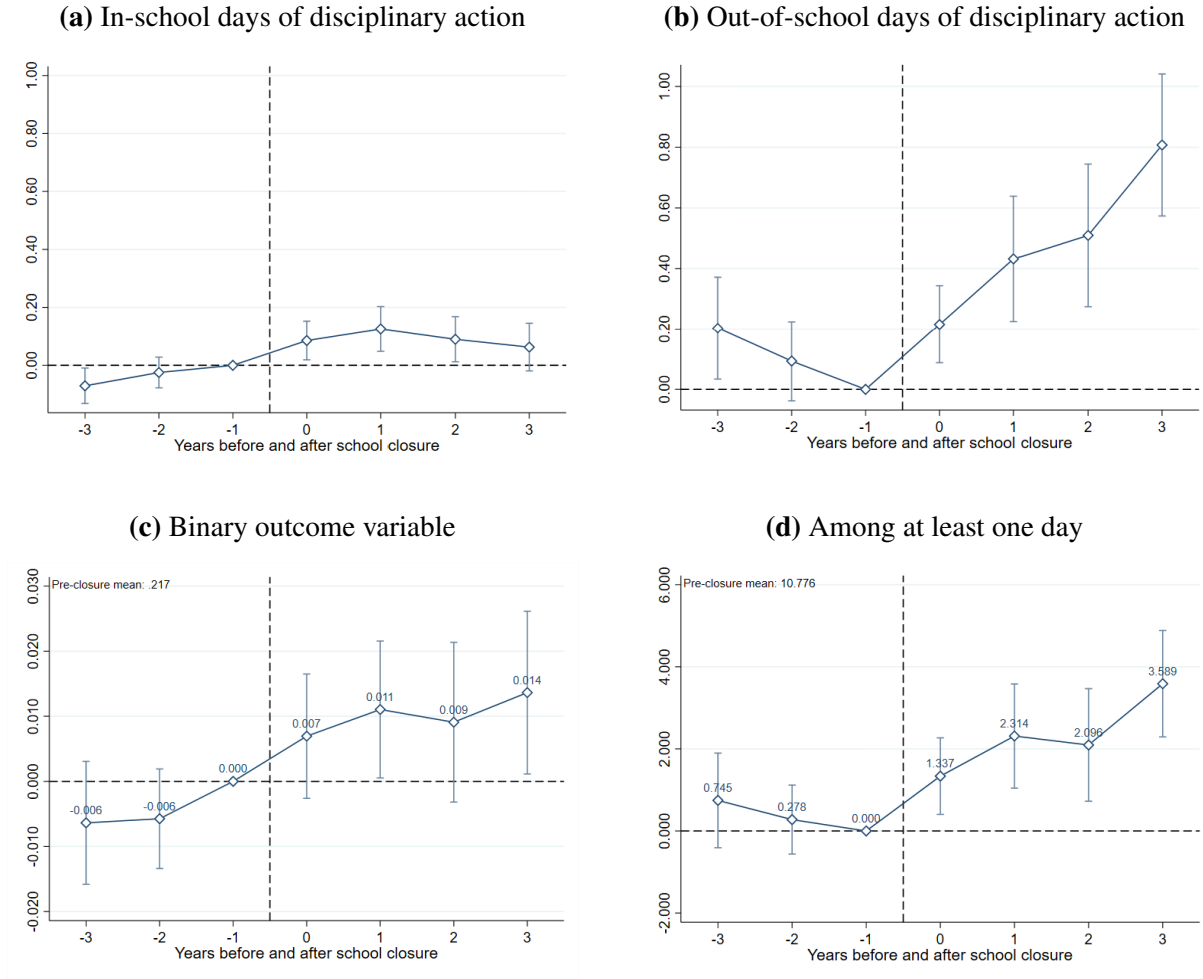 (a) In-school days of disciplinary action
1.00
0.80
0.60
0.40
0.20
0.00
-3 -2 -1 0 1 2 3
Years before and after school closure
(b) Out-of-school days of disciplinary action
1.00
0.80
0.60
0.40
0.20
0.00
-3 -2 -1 0 1 2 3
Years before and after school closure
(c) Binary outcome variable
Pre-closure mean: .217
0.030
0.020
0.010
0.000
-0.010
-0.020
-0.006 -0.006 0.000 0.007 0.011 0.009 0.014
-3 -2 -1 0 1 2 3
Years before and after school closure
(d) Among at least one day
Pre-closure mean: 10.776
6.000
4.000
2.000
0.000
-2.000
0.745 0.278 0.000 1.337 2.314 2.096 3.589
-3 -2 -1 0 1 2 3
Years before and after school closure